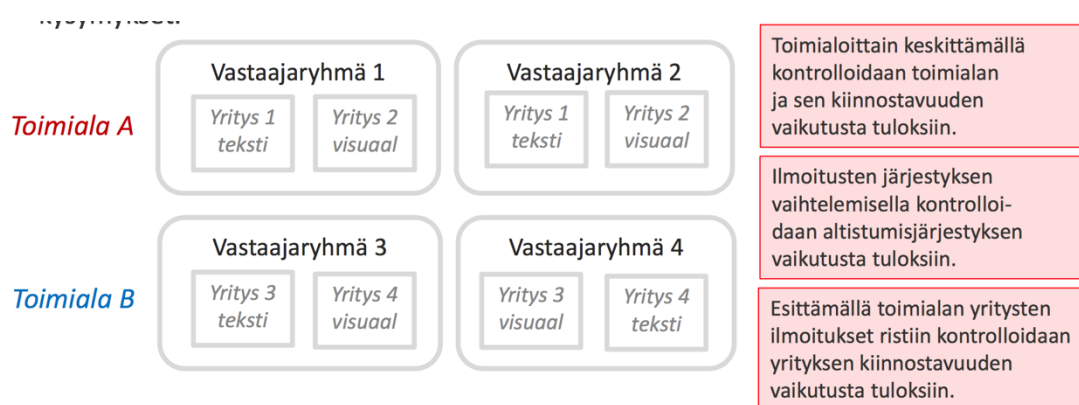 kysymykset.
Vastaajaryhmä 1
Vastaajaryhmä 2
Toimiala A
Yritys 1
teksti
Yritys 2
visuaal
Yritys 1
teksti
Yritys 2
visuaal
Vastaajaryhmä 3
Vastaajaryhmä 4
Toimiala B
Yritys 3
teksti
Yritys 4
visuaal
Yritys 3
visuaal
Yritys 4
teksti
Toimialoittain keskittämällä
kontrolloidaan toimialan
ja sen kiinnostavuuden
vaikutusta tuloksiin.
Ilmoitusten järjestyksen
vaihtelemisella kontrolloi-
daan altistumisjärjestyksen
vaikutusta tuloksiin.
Esittämällä toimialan yritysten
ilmoitukset ristiin kontrolloidaan
yrityksen kiinnostavuuden
vaikutusta tuloksiin.